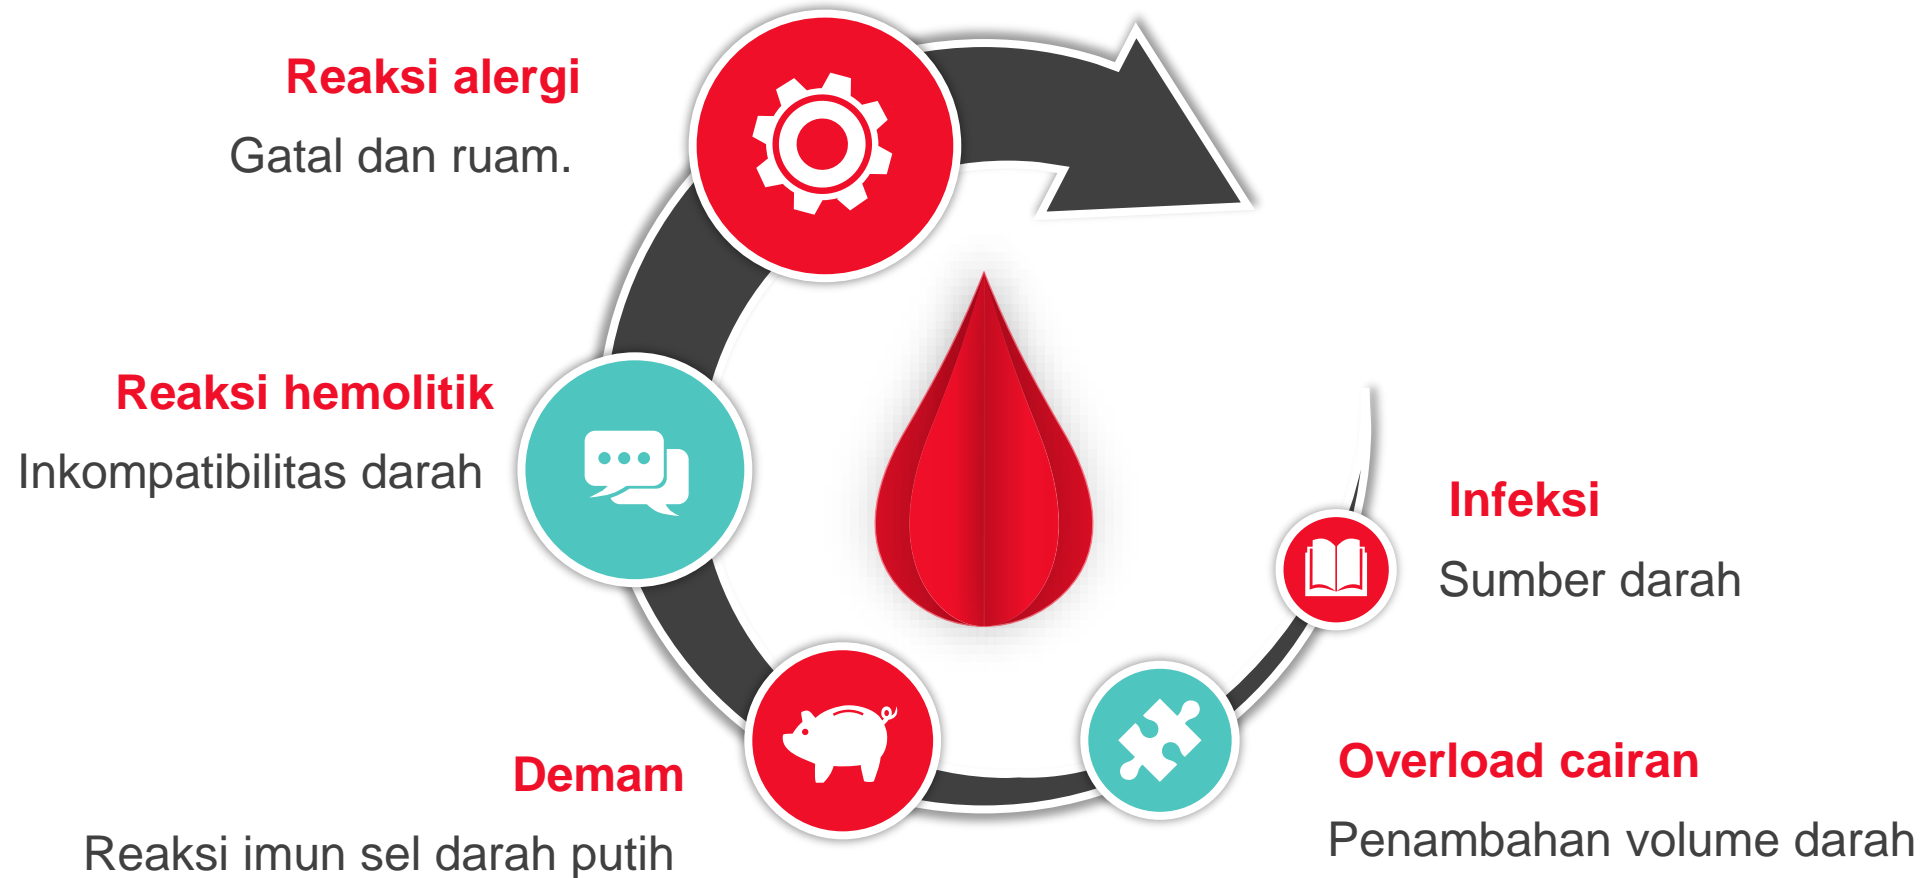 Reaksi alergi
Gatal dan ruam.
Reaksi hemolitik
Inkompatibilitas darah
Demam
Reaksi imun sel darah putih
Infeksi
Sumber darah
Overload cairan
Penambahan volume darah